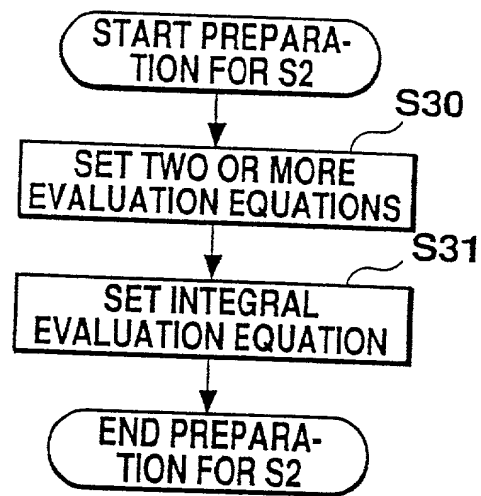 START PREPARA-
TION FOR S2
S30
SET TWO OR MORE
EVALUATION EQUATIONS
S31
SET INTEGRAL
EVALUATION EQUATION
END PREPARA-
TION FOR S2